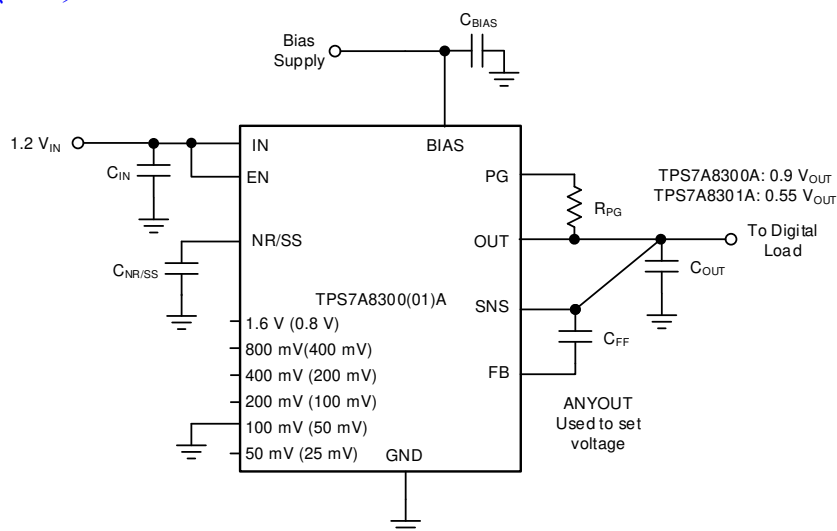 Bias
Supply
CBIAS
1.2 VIN
CIN
IN
EN
BIAS
PG
RPG
TPS7A8300A: 0.9 VOUT
TPS7A8301A: 0.55 VOUT
To Digital
Load
OUT
COUT
NR/SS
CNR/SS
TPS7A8300(01)A
SNS
CFF
FB
1.6 V (0.8 V)
800 mV(400 mV)
400 mV (200 mV)
200 mV (100 mV)
100 mV (50 mV)
50 mV (25 mV)
GND
ANYOUT
Used to set
voltage